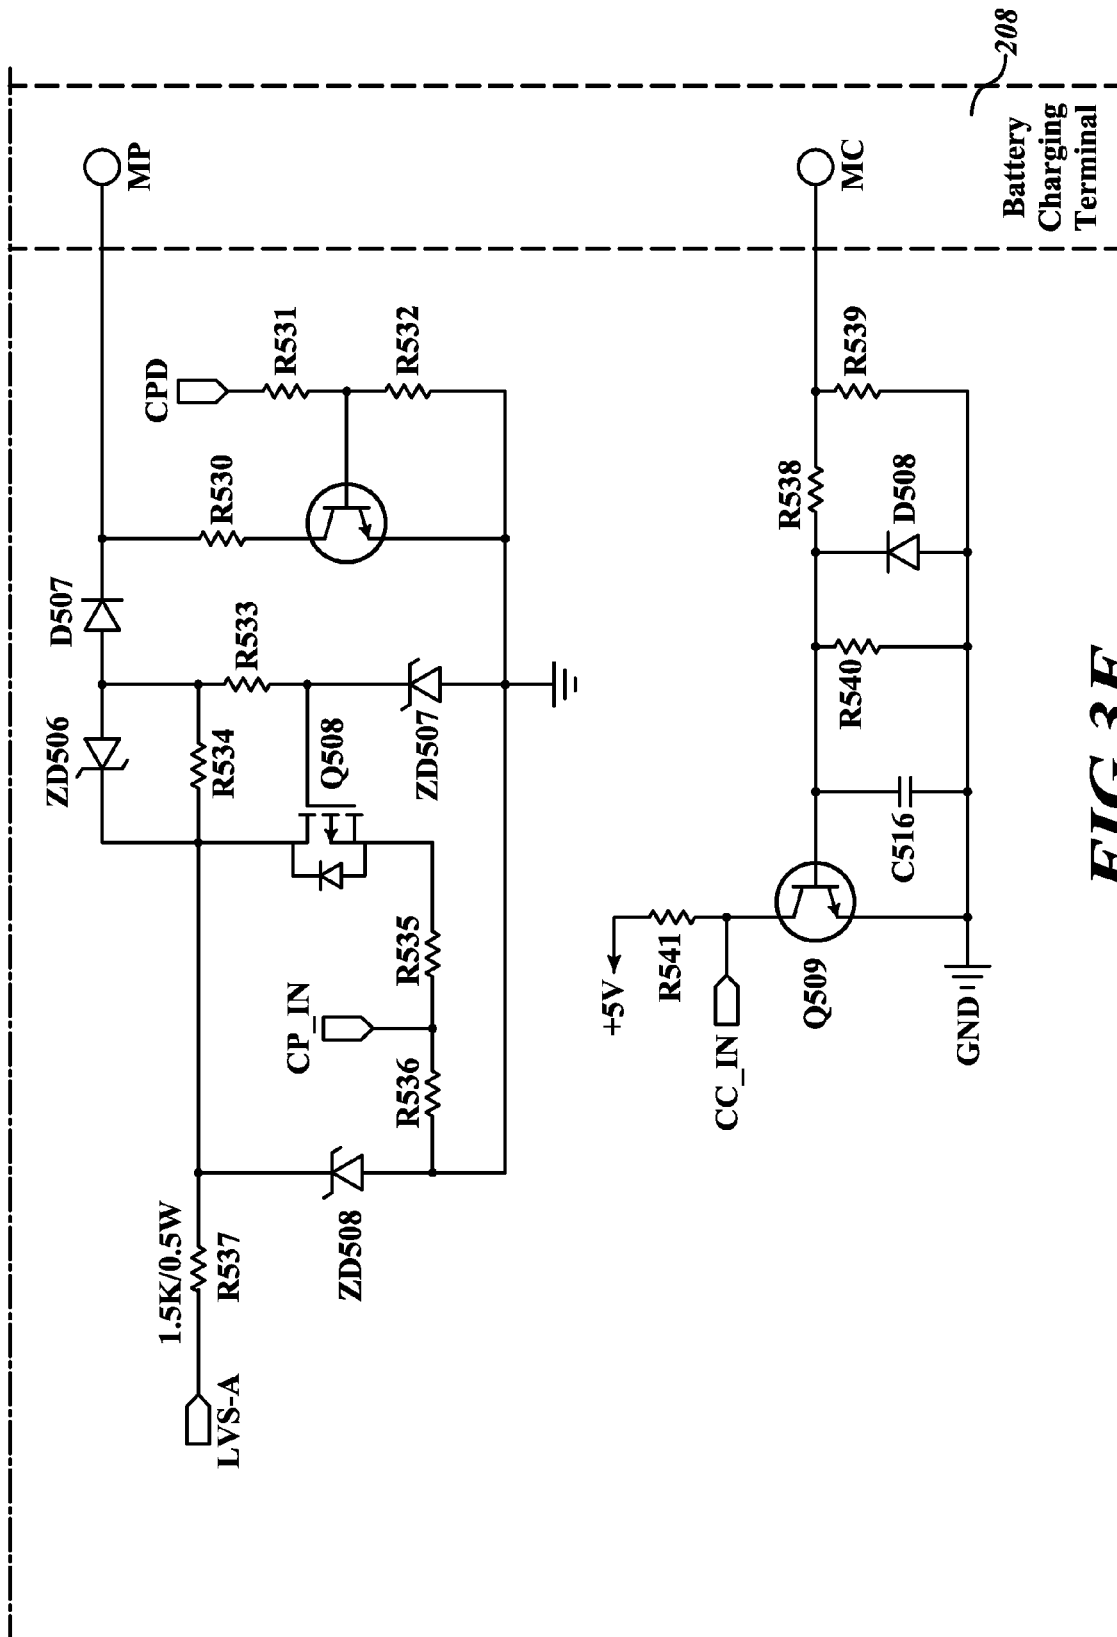 208
MP
MC
Battery
Charging
Terminal
CPD
R531
R532
R539
R530
R538
D508
D507
R533
R540
ZD506
R534
Q508
ZD507
C516
+5V
R541
Q509
CP_IN
R535
R536
CC_IN
GND
1.5K/0.5W
R537
ZD508
LVS-A
FIG